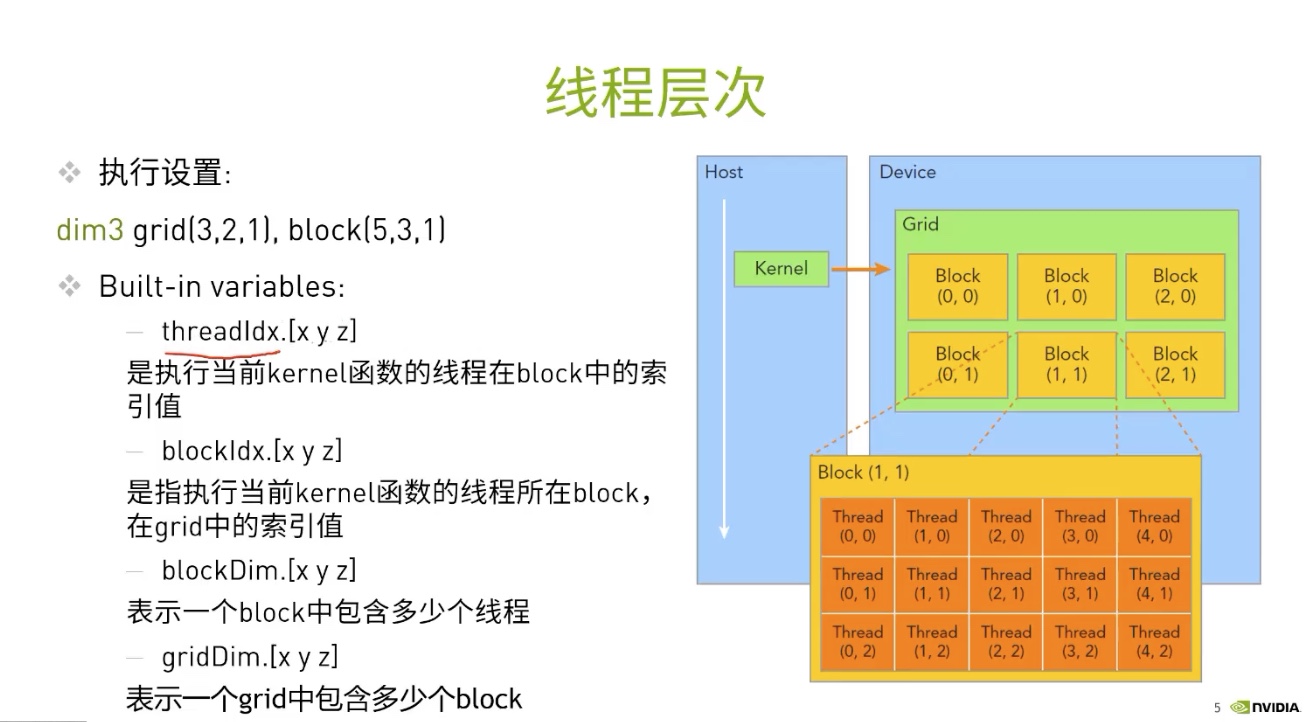 线程层次
执行设置:
dim3 grid(3,2,1), block(5,3,1)
Built-in variables:
threadIdx.[x y z]
是执行当前kernel函数的线程在block中的索
引值
blockIdx.[x y z]
是指执行当前kernel函数的线程所在block，
在grid中的索引值
blockDim.[x y z]
表示一个block中包含多少个线程
gridDim.[x y z]
表示一个grid中包含多少个block
Host
Kernel
Device
Grid
Block Block Block
(0, 0) (1, 0) (2, 0)
Block Block Block
(0, 1) (1, 1) (2, 1)
Block (1, 1)
Thread Thread Thread Thread Thread
(0, 0) (1, 0) (2, 0) (3, 0) (4, 0)
Thread Thread Thread Thread Thread
(0, 1) (1, 1) (2, 1) (3, 1) (4, 1)
Thread Thread Thread Thread Thread
(0, 2) (1, 2) (2, 2) (3, 2) (4, 2)
5 NVIDIA.